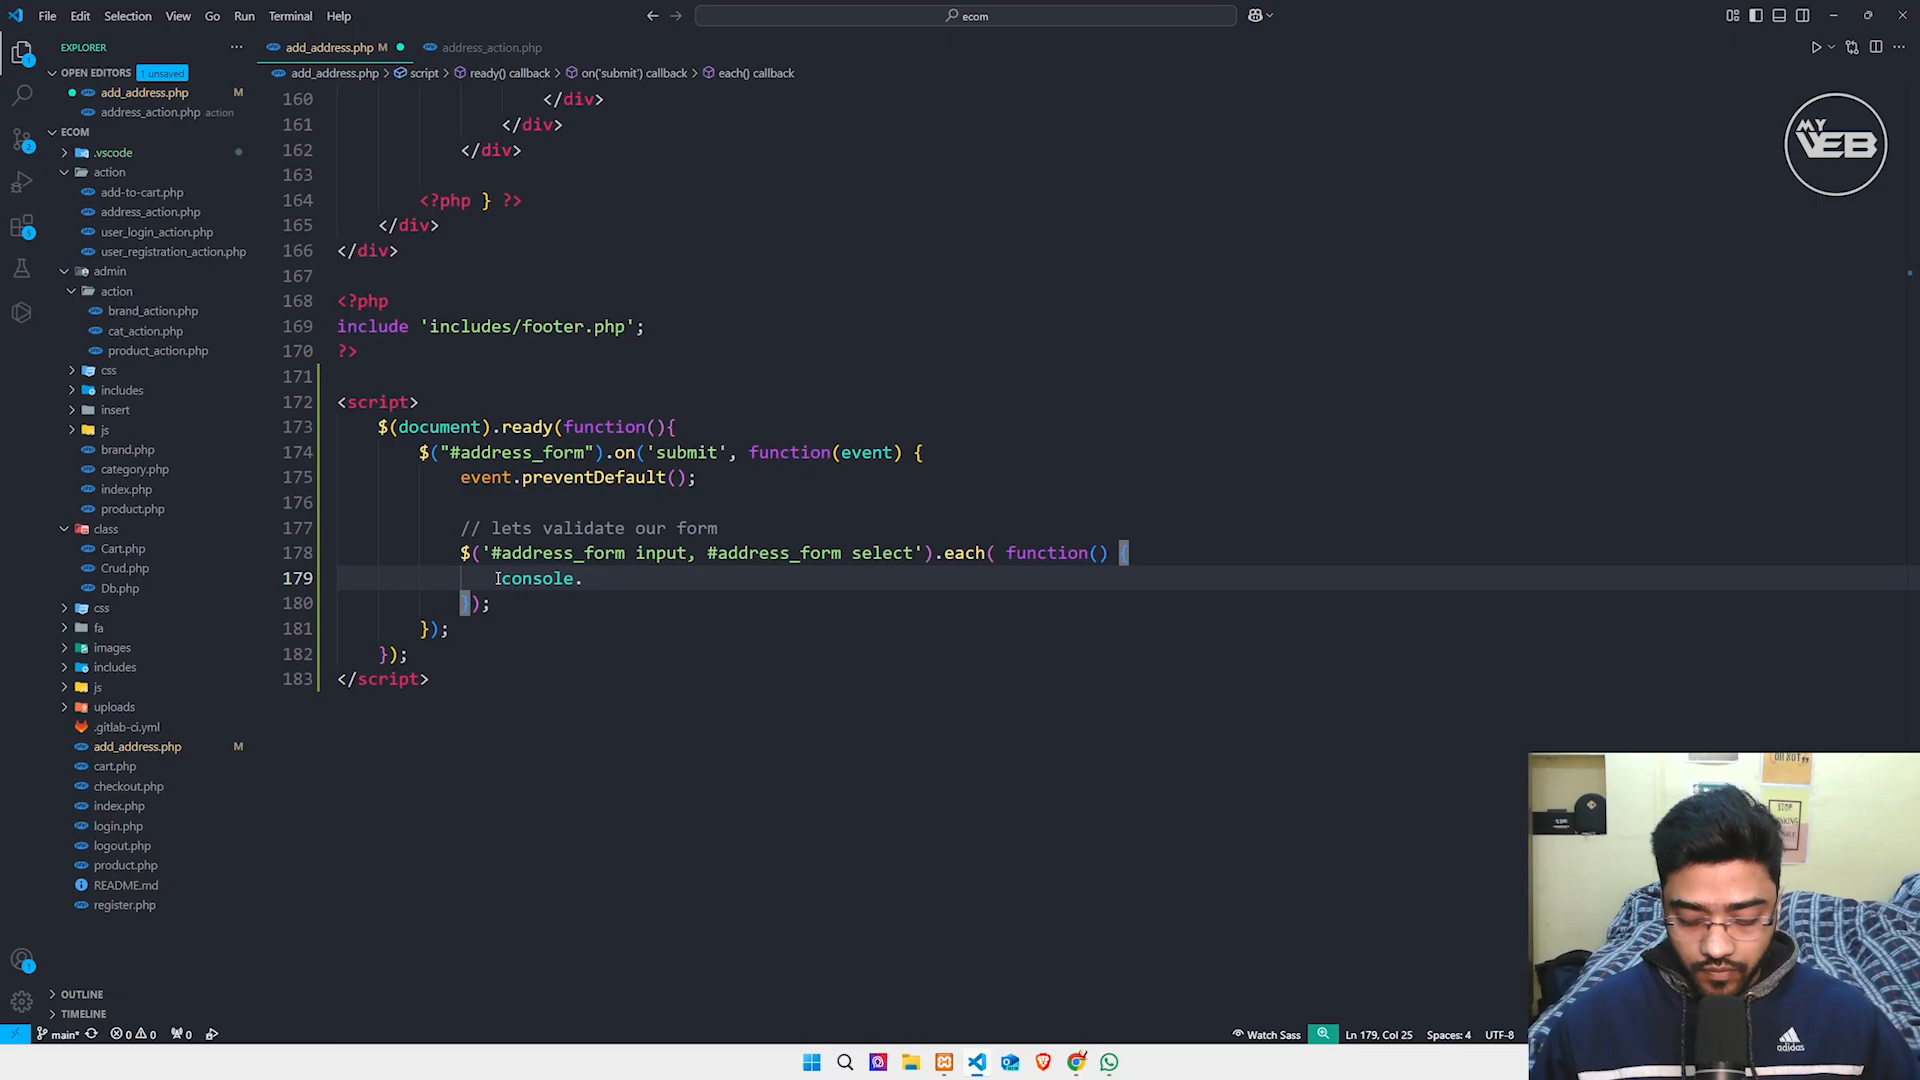 File Edit Selection View Go Run Terminal Help
ecom
EXPLORER
OPEN EDITORS 1 unsaved
add_address.php M
address_action.php action
ECOM
.vscode
action
add-to-cart.php
address_action.php
user_login_action.php
user_registration_action.php
admin
action
brand_action.php
cat_action.php
product_action.php
css
includes
insert
js
brand.php
category.php
index.php
product.php
class
Cart.php
Crud.php
Db.php
css
fa
images
includes
js
uploads
.gitlab-ci.yml
add_address.php M
cart.php
checkout.php
index.php
login.php
logout.php
product.php
README.md
register.php
OUTLINE
TIMELINE
add_address.php M address_action.php
add_address.php > script > ready() callback > on('submit') callback > each() callback
160 </div>
161 </div>
162 </div>
163
164 <?php } ?>
165 </div>
166 </div>
167
168 <?php
169 include 'includes/footer.php';
170 ?>
171
172 <script>
173 $(document).ready(function(){
174 $("#address_form").on('submit', function(event) {
175 event.preventDefault();
176
177 // lets validate our form
178 $('#address_form input, #address_form select').each( function() {
179 console.
180 });
181 });
182 });
183 </script>
MY
WEB
adidas
main* 0 0 0
Watch Sass Ln 179, Col 25 Spaces: 4 UTF-8